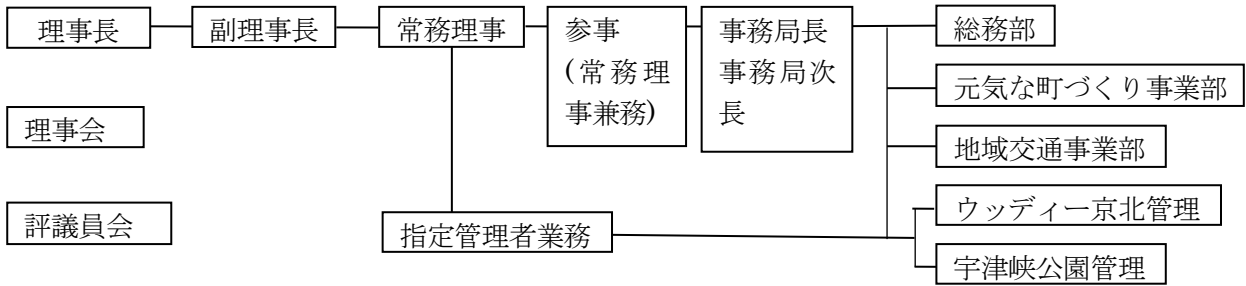 理事長
副理事長
常務理事
参事
(常務理
事兼務)
事務局長
事務局次
長
総務部
元気な町づくり事業部
理事会
地域交通事業部
評議員会
指定管理者業務
ウッディー京北管理
宇津峡公園管理